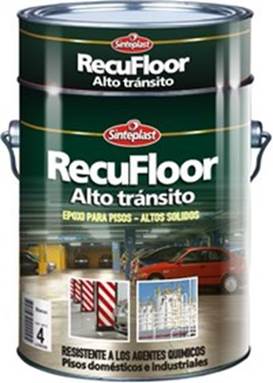 Sinteplast
RecuFloor
Alto tránsito
Sinteplast
RecuFloor
Alto tránsito
EPOXI PARA PISOS - ALTOS SOLIDOS
Blanco
4
RESISTENTE A LOS AGENTES QUIMICOS
Pisos domésticos e industriales